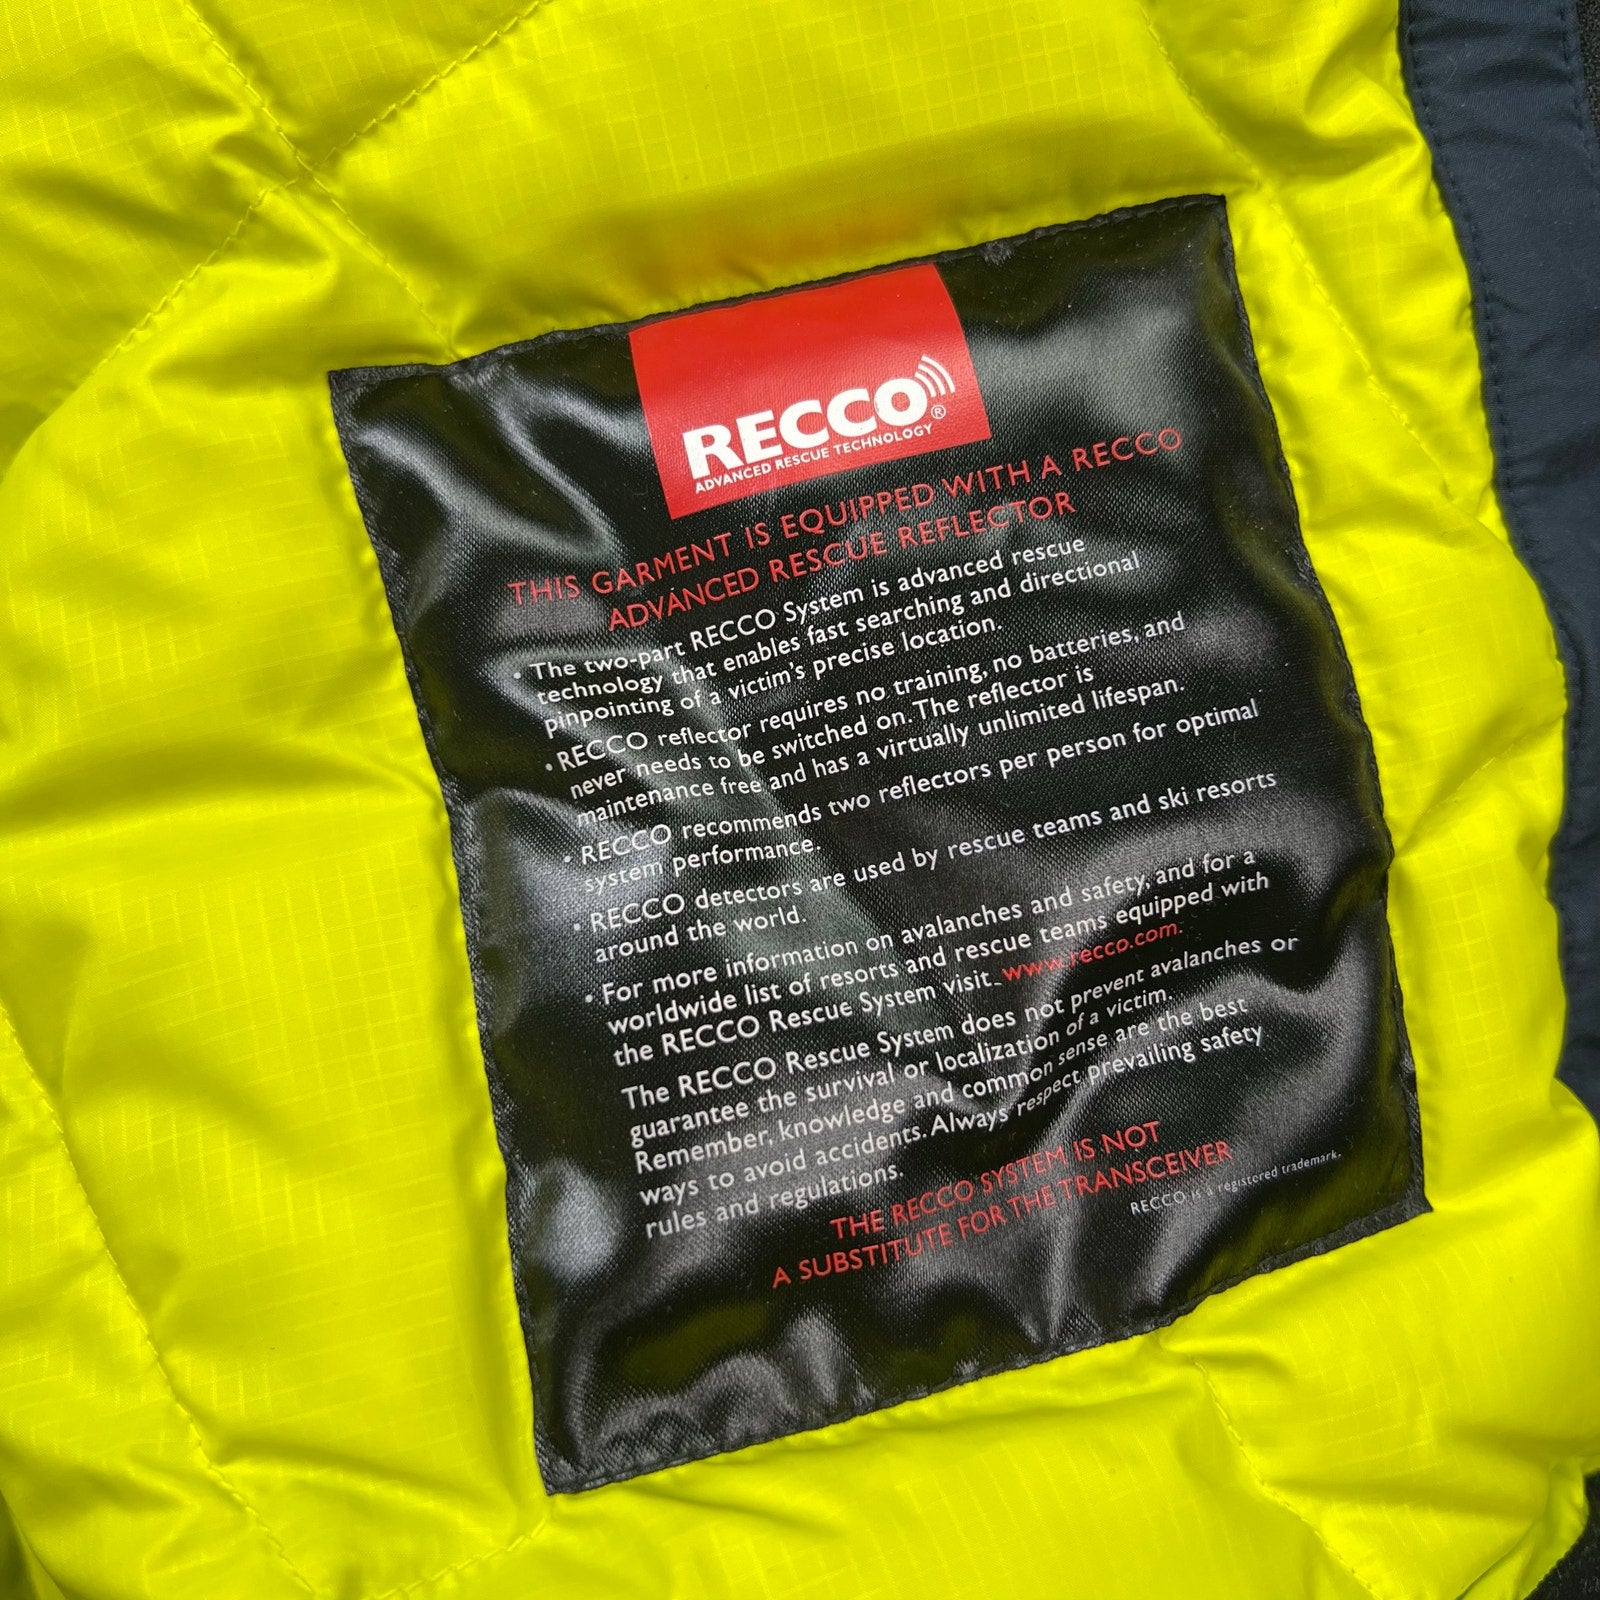 RECCO®
ADVANCED RESCUE TECHNOLOGY
THIS GARMENT IS EQUIPPED WITH A RECCO
ADVANCED RESCUE REFLECTOR
• The two-part RECCO System is advanced rescue
technology that enables fast searching and directional
pinpointing of a victim's precise location.
• RECCO reflector requires no training, no batteries, and
never needs to be switched on. The reflector is
maintenance free and has a virtually unlimited lifespan.
• RECCO recommends two reflectors per person for optimal
system performance.
• RECCO detectors are used by rescue teams and ski resorts
around the world.
• For more information on avalanches and safety, and for a
worldwide list of resorts and rescue teams equipped with
the RECCO Rescue System visit. www.recco.com.
The RECCO Rescue System does not prevent avalanches or
guarantee the survival or localization of a victim.
Remember, knowledge and common sense are the best
ways to avoid accidents. Always respect prevailing safety
rules and regulations.
THE RECCO SYSTEM IS NOT
A SUBSTITUTE FOR THE TRANSCEIVER
RECCO is a registered trademark.